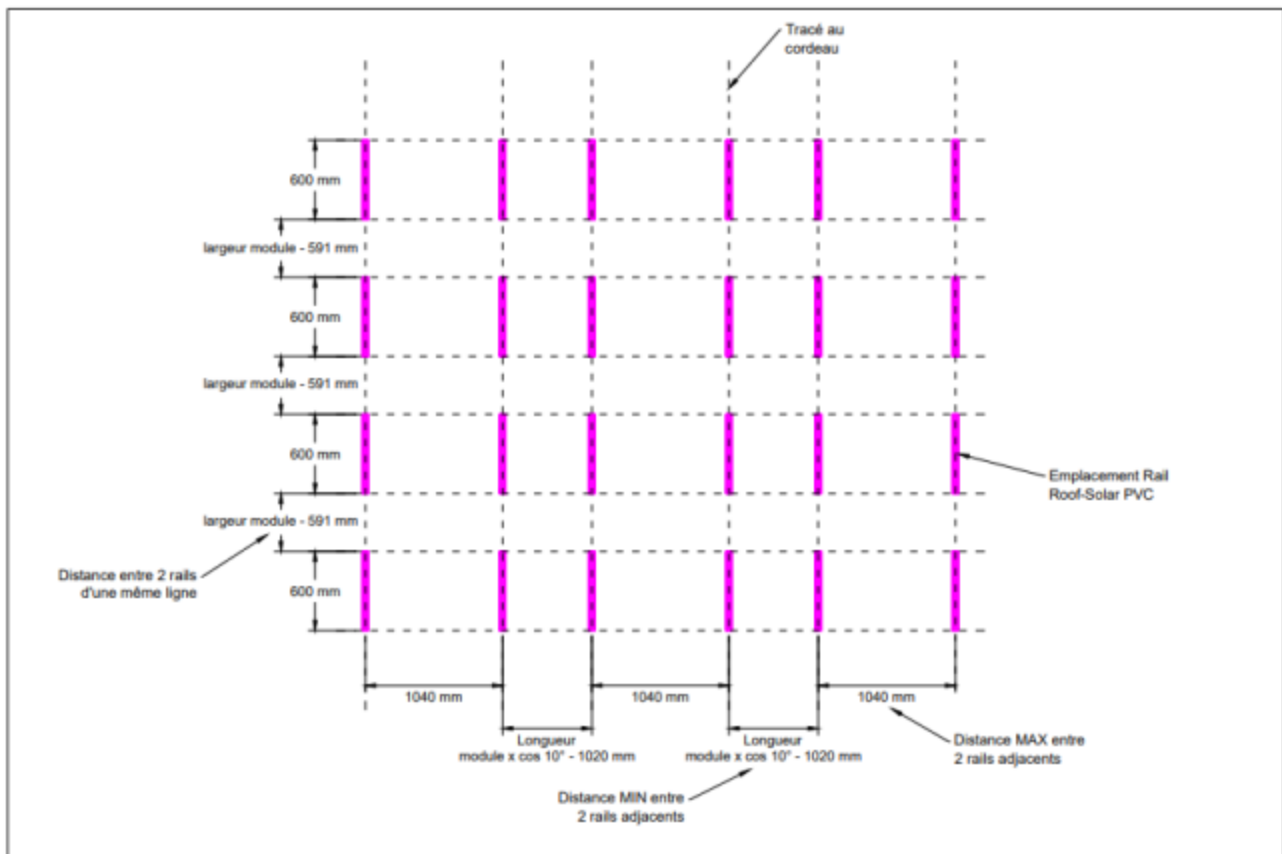 Tracé au
cordeau
600 mm
largeur module - 591 mm
600 mm
largeur module - 591 mm
600 mm
Emplacement Rail
Roof-Solar PVC
largeur module - 591 mm
Distance entre 2 rails
d'une même ligne
600 mm
1040 mm
1040 mm
1040 mm
Longueur
module x cos 10° - 1020 mm
Longueur
module x cos 10° - 1020 mm
Distance MAX entre
2 rails adjacents
Distance MIN entre
2 rails adjacents